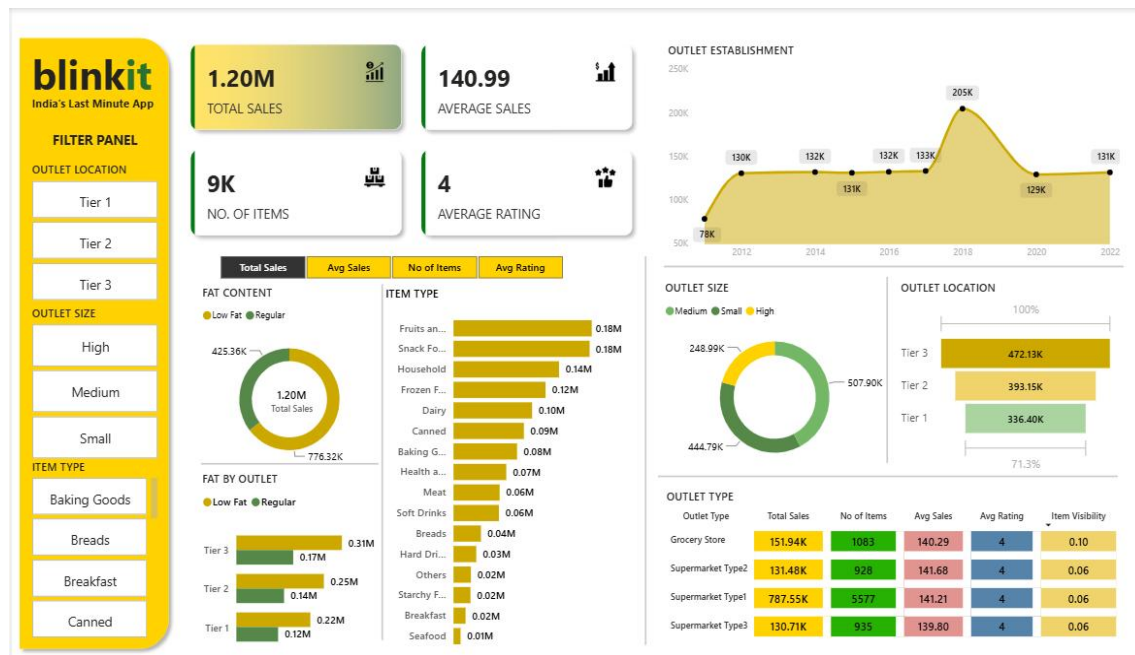 blinkit
India's Last Minute App
FILTER PANEL
OUTLET LOCATION
Tier 1
Tier 2
Tier 3
OUTLET SIZE
High
Medium
Small
ITEM TYPE
Baking Goods
Breads
Breakfast
Canned
1.20M
TOTAL SALES
140.99
AVERAGE SALES
9K
NO. OF ITEMS
4
AVERAGE RATING
Total Sales Avg Sales No of Items Avg Rating
FAT CONTENT
Low Fat Regular
425.36K
1.20M
Total Sales
776.32K
FAT BY OUTLET
Low Fat Regular
Tier 3 0.31M
0.17M
Tier 2 0.25M
0.14M
Tier 1 0.22M
0.12M
ITEM TYPE
Fruits an... 0.18M
Snack Fo... 0.18M
Household 0.14M
Frozen F... 0.12M
Dairy 0.10M
Canned 0.09M
Baking G... 0.08M
Health a... 0.07M
Meat 0.06M
Soft Drinks 0.06M
Breads 0.04M
Hard Dri... 0.03M
Others 0.02M
Starchy F... 0.02M
Breakfast 0.02M
Seafood 0.01M
OUTLET ESTABLISHMENT
250K
200K
150K
100K
50K
78K 130K 132K 131K 132K 133K 205K 129K 131K
2012 2014 2016 2018 2020 2022
OUTLET SIZE
Medium Small High
248.99K
507.90K
444.79K
OUTLET LOCATION
100%
Tier 3 472.13K
Tier 2 393.15K
Tier 1 336.40K
71.3%
OUTLET TYPE
Outlet Type Total Sales No of Items Avg Sales Avg Rating Item Visibility
Grocery Store 151.94K 1083 140.29 4 0.10
Supermarket Type2 131.48K 928 141.68 4 0.06
Supermarket Type1 787.55K 5577 141.21 4 0.06
Supermarket Type3 130.71K 935 139.80 4 0.06